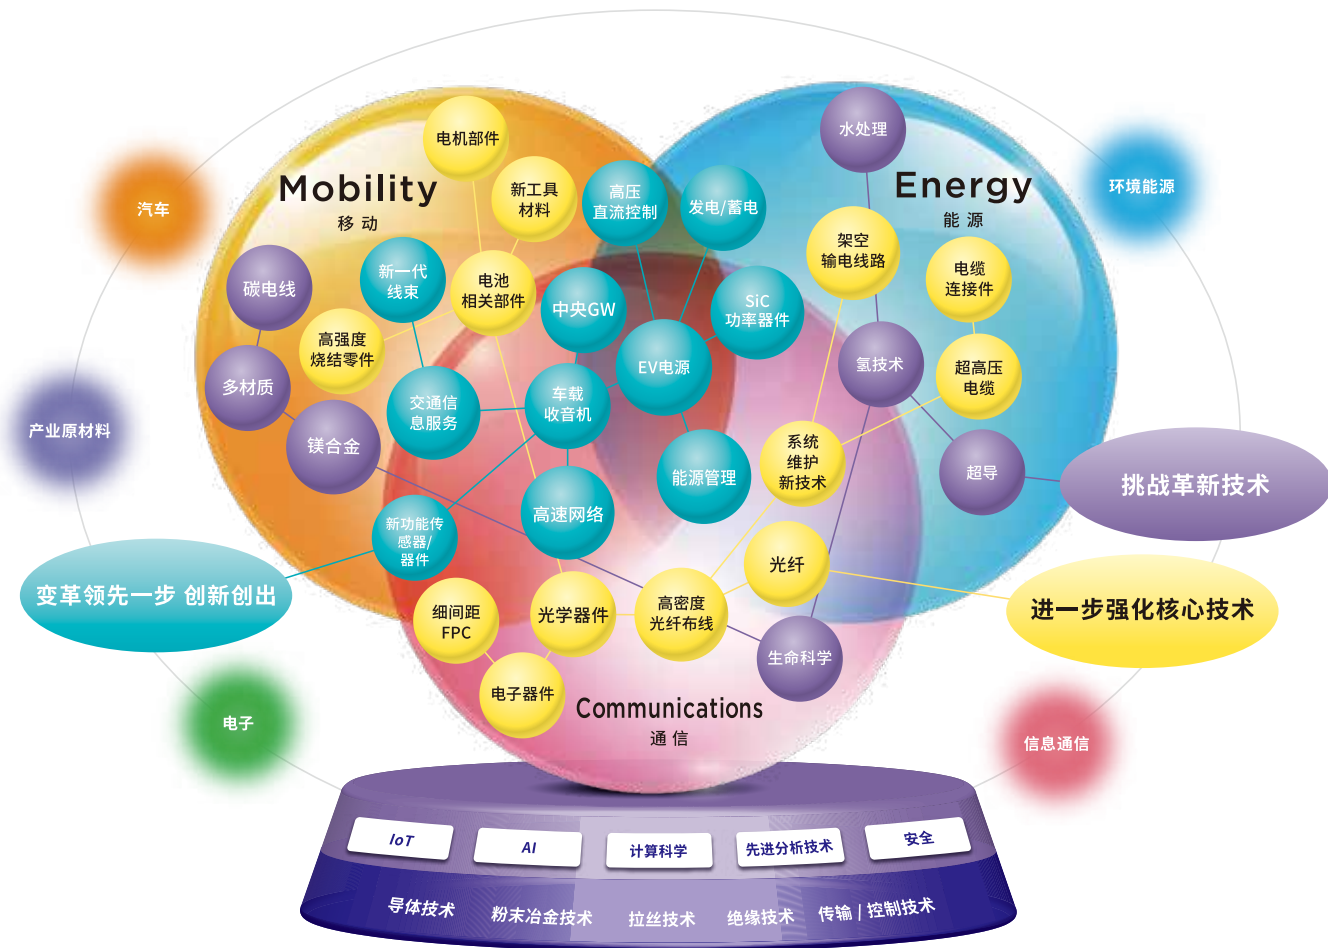 电机部件
水处理
Mobility
移动
新工具
材料
高压
直流控制
发电/蓄电
Energy
能源
汽车
环境能源
架空
输电线路
碳电线
新一代
线束
电池
相关部件
电缆
连接件
中央GW
SiC
功率器件
高强度
烧结零件
EV电源
氢技术
超高压
电缆
多材质
交通信
息服务
车载
收音机
产业原材料
镁合金
系统
维护
新技术
能源管理
超导
挑战革新技术
高速网络
新功能传
感器/
器件
光纤
变革领先一步 创新创出
进一步强化核心技术
细间距
FPC
光学器件
高密度
光纤布线
生命科学
电子器件
Communications
通信
电子
信息通信
IoT
AI
计算科学
先进分析技术
安全
导体技术
粉末冶金技术
拉丝技术
绝缘技术
传输 / 控制技术